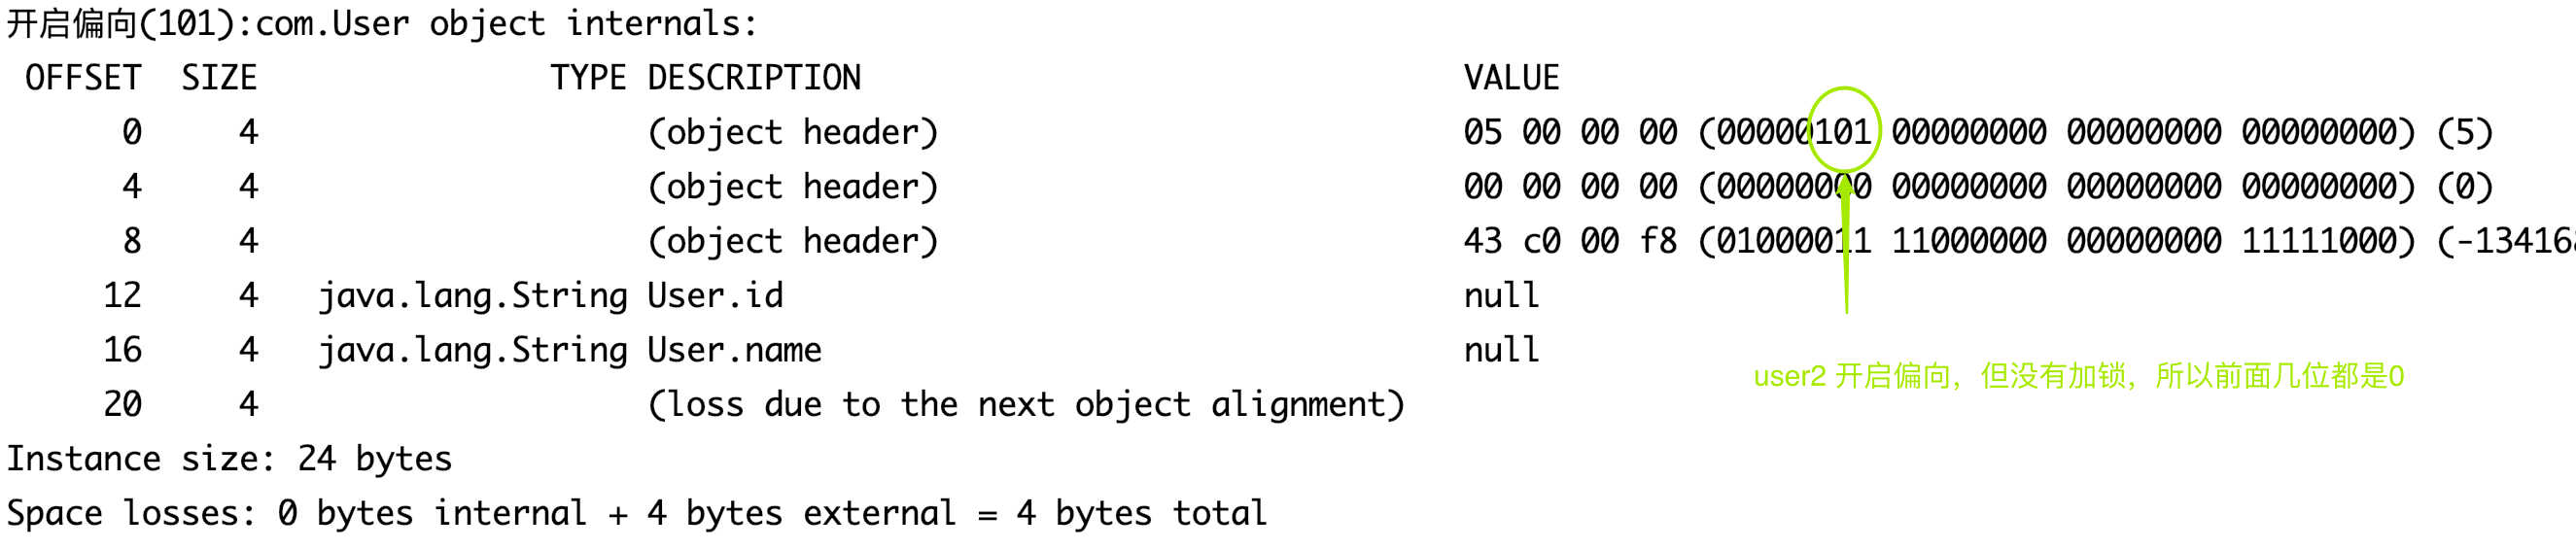 开启偏向(101):com.User object internals:
OFFSET SIZE TYPE DESCRIPTION VALUE
0 4 (object header) 05 00 00 00 (00000101 00000000 00000000 00000000) (5)
4 4 (object header) 00 00 00 00 (00000000 00000000 00000000 00000000) (0)
8 4 (object header) 43 c0 00 f8 (01000011 11000000 00000000 11111000) (-13416
12 4 java.lang.String User.id null
16 4 java.lang.String User.name null
user2 开启偏向，但没有加锁，所以前面几位都是0
20 4 (loss due to the next object alignment)
Instance size: 24 bytes
Space losses: 0 bytes internal + 4 bytes external = 4 bytes total